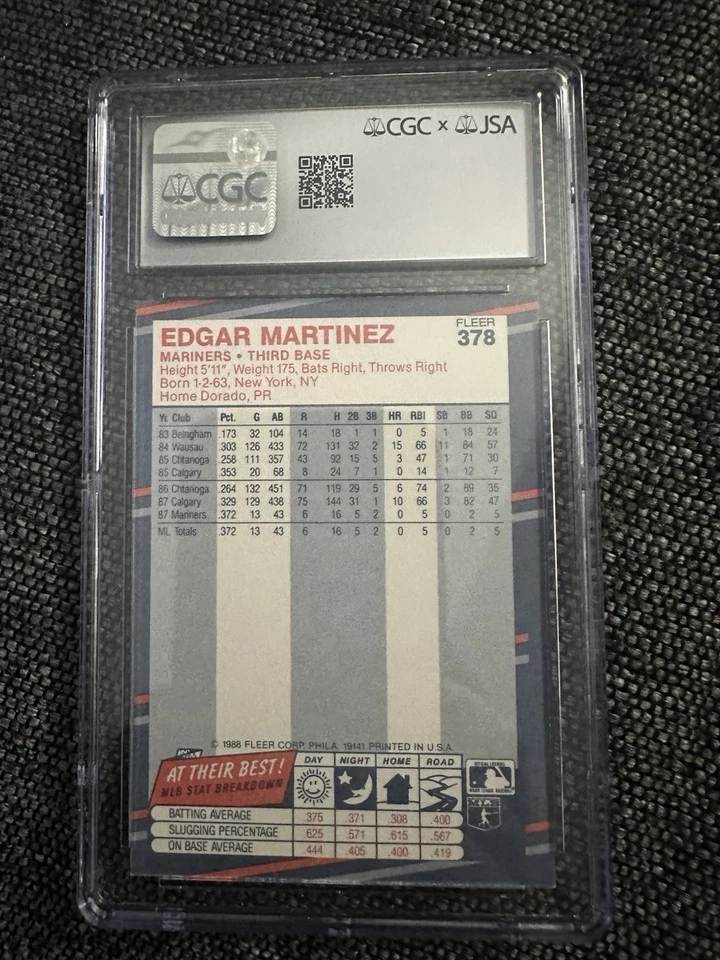 CGC x JSA
CGC
EDGAR MARTINEZ
FLEER
378
MARINERS • THIRD BASE
Height 5'11", Weight 175, Bats Right, Throws Right
Born 1-2-63, New York, NY
Home Dorado, PR
Yr. Club Pct. G AB R H 2B 3B HR RBI SB BB SO
83 Belngham .173 32 104 14 18 1 1 0 5 1 18 24
84 Wausau .303 126 433 72 131 32 2 15 66 11 84 57
85 Chtanoga .258 111 357 43 92 15 5 3 47 1 71 30
85 Calgary .353 20 68 8 24 7 1 0 14 1 12 7
86 Chtanoga .264 132 451 71 119 29 5 6 74 2 89 35
87 Calgary .329 129 438 75 144 31 1 10 66 3 82 47
87 Mariners .372 13 43 6 16 5 2 0 5 0 2 5
ML Totals .372 13 43 6 16 5 2 0 5 0 2 5
© 1988 FLEER CORP. PHILA. 19141 PRINTED IN U.S.A.
AT THEIR BEST!
MLB STAT BREAKDOWN
DAY NIGHT HOME ROAD
BATTING AVERAGE .375 .371 .308 .400
SLUGGING PERCENTAGE .625 .571 .615 .567
ON BASE AVERAGE .444 .405 .400 .419